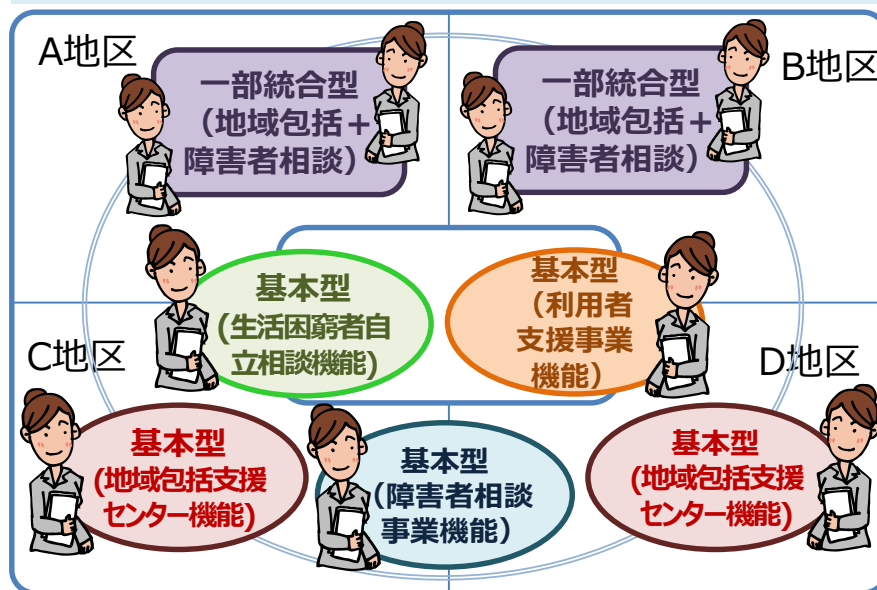 A地区
一部統合型
（地域包括＋
障害者相談）
B地区
一部統合型
（地域包括＋
障害者相談）
基本型
(生活困窮者自
立相談機能)
基本型
（利用者
支援事業
機能）
C地区
D地区
基本型
(地域包括支援
センター機能)
基本型
（障害者相談
事業機能）
基本型
(地域包括支援
センター機能)